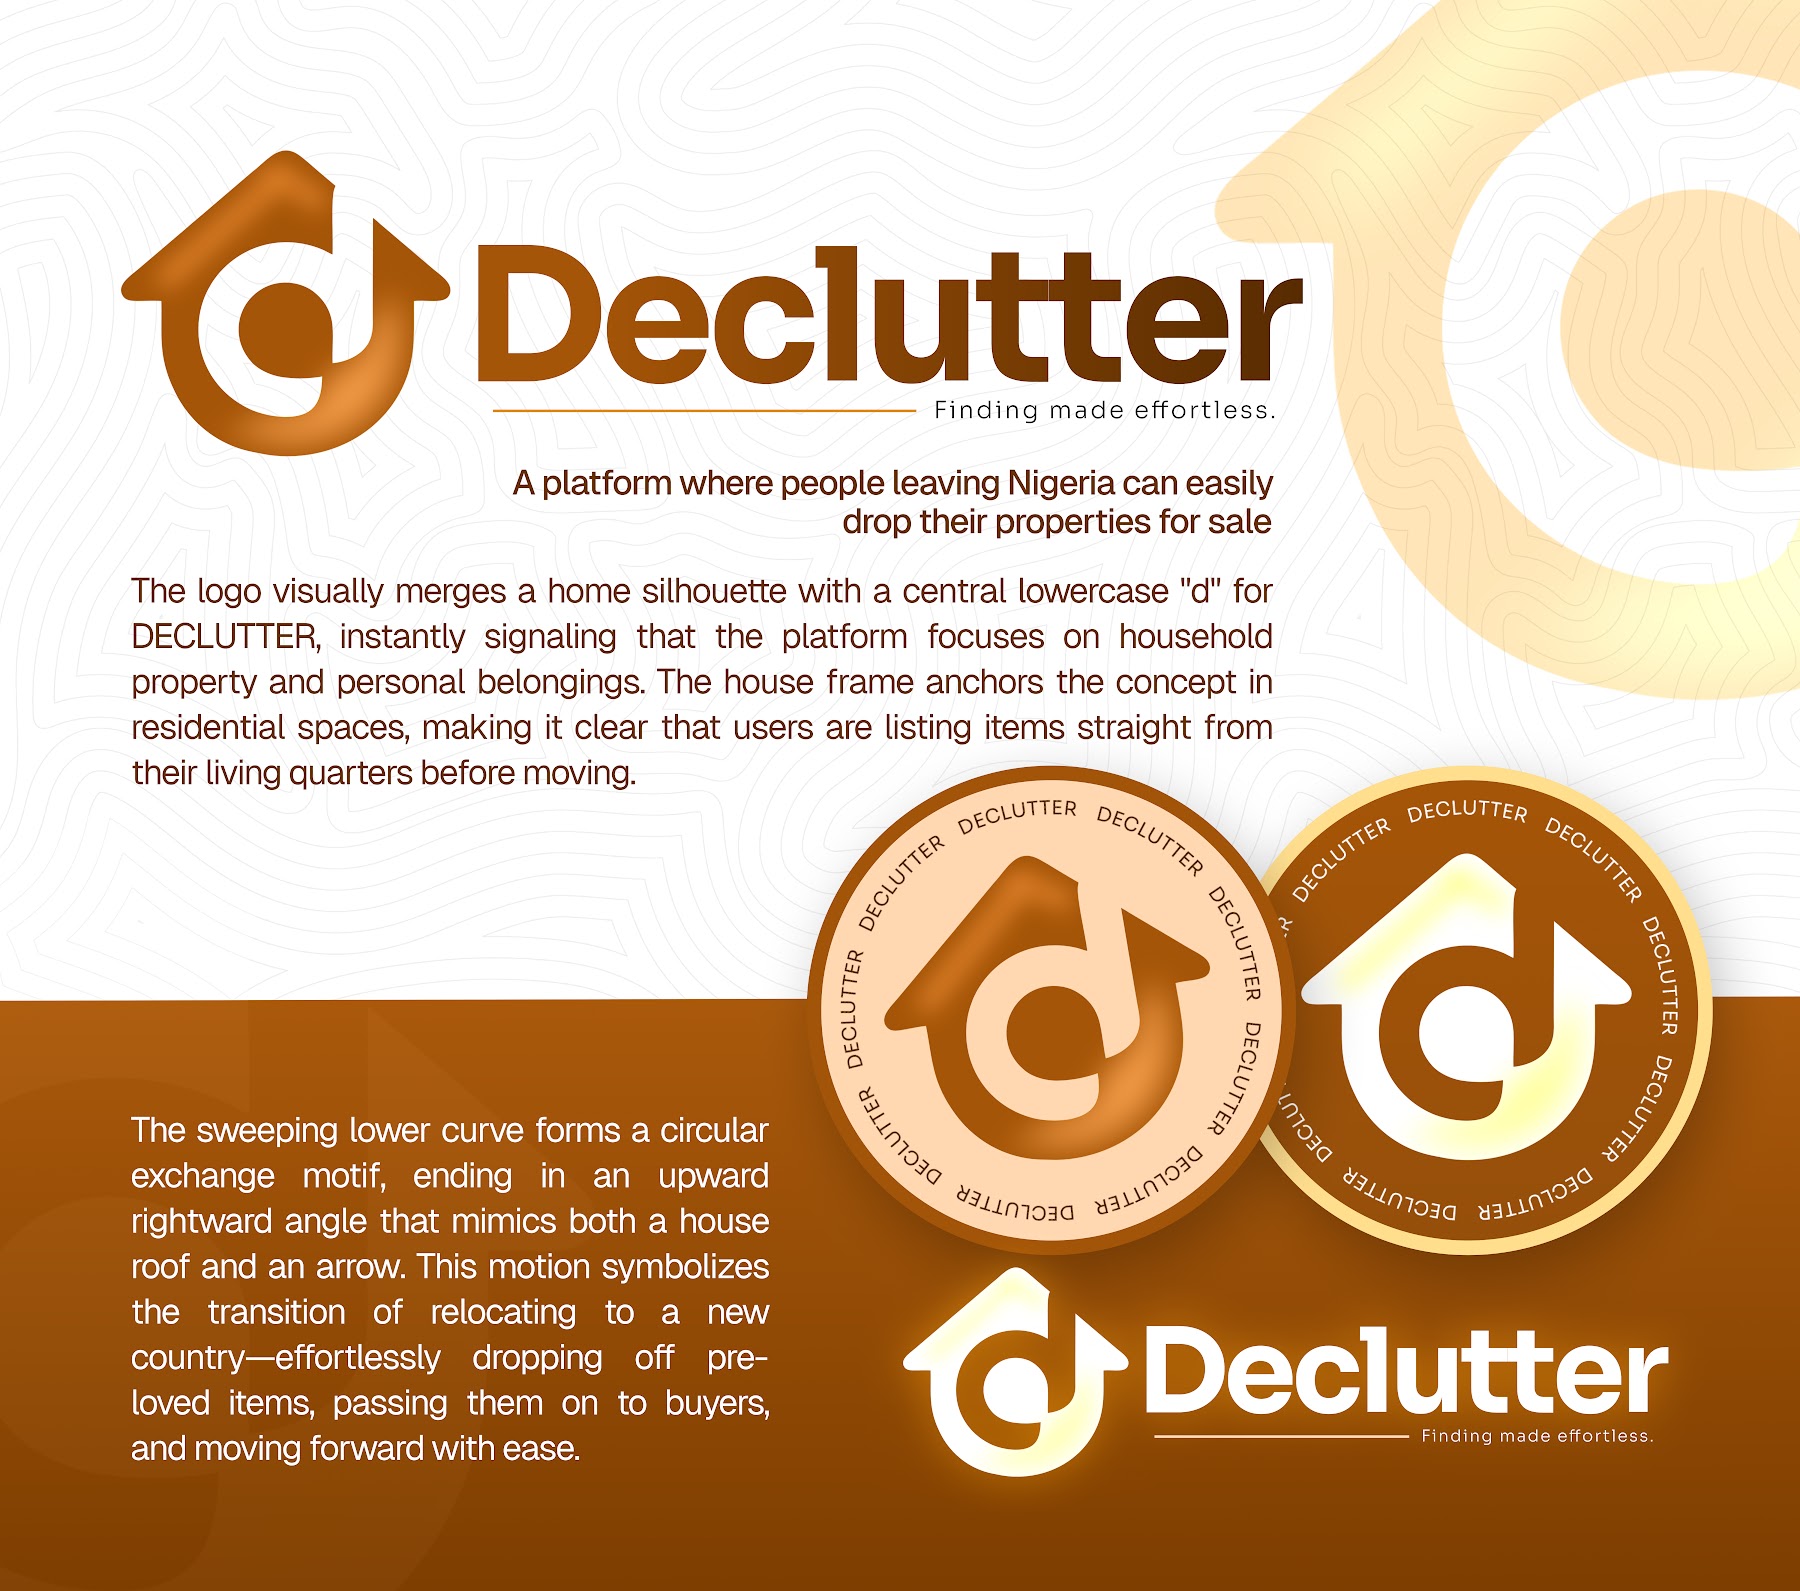 Declutter
Finding made effortless.
A platform where people leaving Nigeria can easily
drop their properties for sale
The logo visually merges a home silhouette with a central lowercase "d" for
DECLUTTER, instantly signaling that the platform focuses on household
property and personal belongings. The house frame anchors the concept in
residential spaces, making it clear that users are listing items straight from
their living quarters before moving.
DECLUTTER DECLUTTER DECLUTTER DECLUTTER DECLUTTER DECLUTTER DECLUTTER DECLUTTER DECLUTTER DECLUTTER
DECLUTTER DECLUTTER DECLUTTER DECLUTTER DECLUTTER DECLUTTER DECLUTTER DECLUT R
The sweeping lower curve forms a circular
exchange motif, ending in an upward
rightward angle that mimics both a house
roof and an arrow. This motion symbolizes
the transition of relocating to a new
country—effortlessly dropping off pre-
loved items, passing them on to buyers,
and moving forward with ease.
Declutter
Finding made effortless.